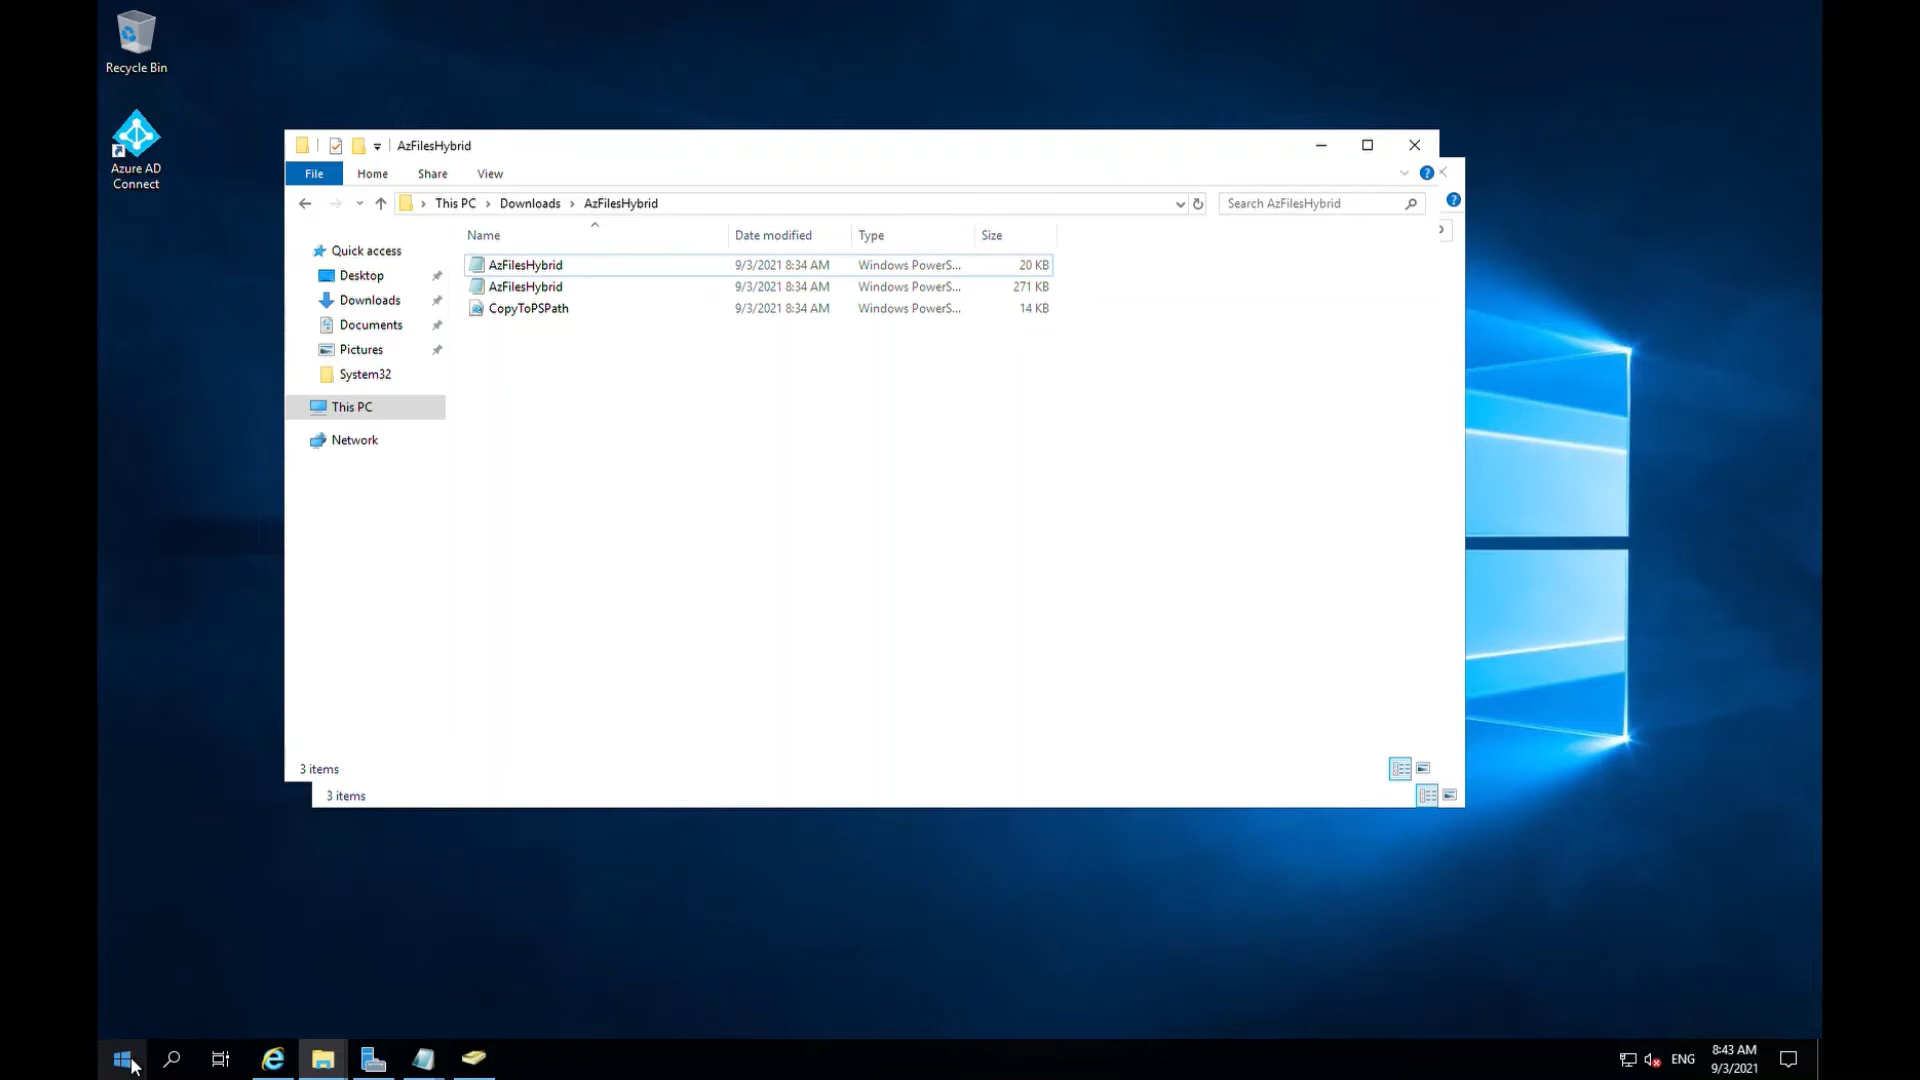 Recycle Bin
Azure AD
Connect
AzFilesHybrid
File Home Share View
This PC Downloads AzFilesHybrid
Search AzFilesHybrid
Name Date modified Type Size
AzFilesHybrid 9/3/2021 8:34 AM Windows PowerS... 20 KB
AzFilesHybrid 9/3/2021 8:34 AM Windows PowerS... 271 KB
CopyToPSPath 9/3/2021 8:34 AM Windows PowerS... 14 KB
Quick access
Desktop
Downloads
Documents
Pictures
System32
This PC
Network
3 items
3 items
ENG
8:43 AM
9/3/2021